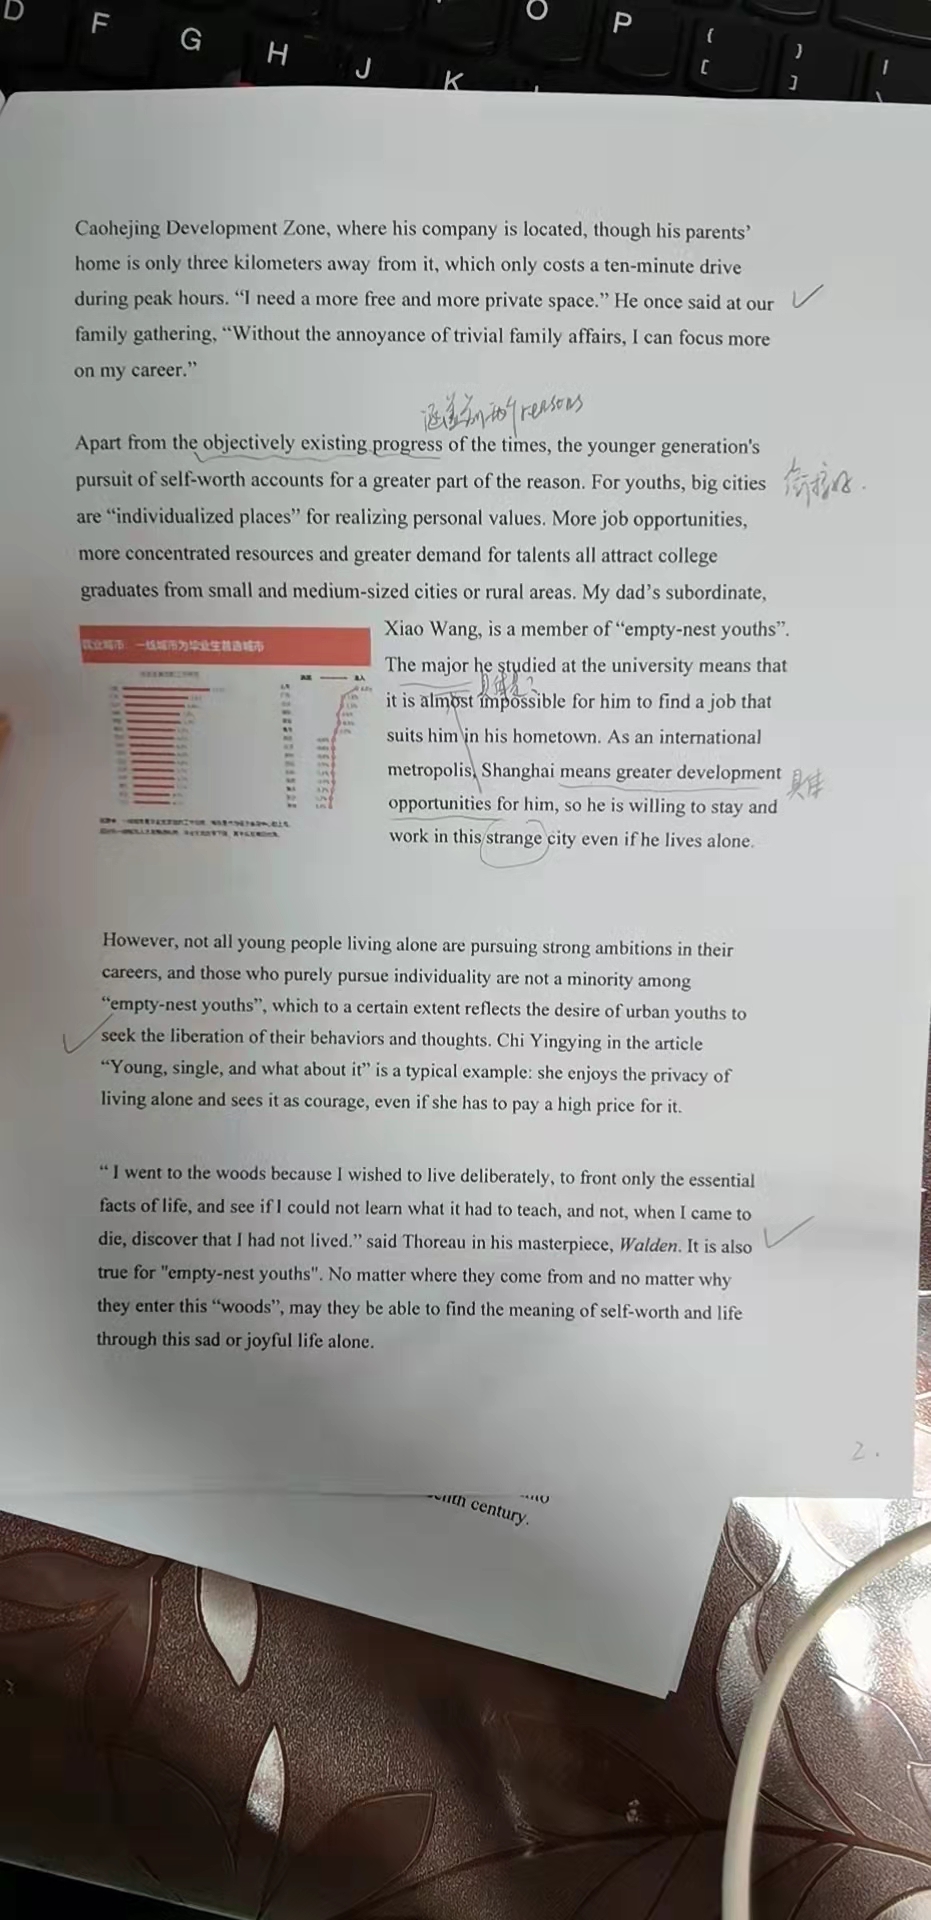 D F G H J K O P { [ } ] | \
Caohejing Development Zone, where his company is located, though his parents’
home is only three kilometers away from it, which only costs a ten-minute drive
during peak hours. “I need a more free and more private space.” He once said at our
family gathering, “Without the annoyance of trivial family affairs, I can focus more
on my career.”
reasons
Apart from the objectively existing progress of the times, the younger generation's
pursuit of self-worth accounts for a greater part of the reason. For youths, big cities
衔接好.
are “individualized places” for realizing personal values. More job opportunities,
more concentrated resources and greater demand for talents all attract college
graduates from small and medium-sized cities or rural areas. My dad’s subordinate,
就业城市：一线城市为毕业生首选城市
Xiao Wang, is a member of “empty-nest youths”.
The major he studied at the university means that
具体是?
it is almost impossible for him to find a job that
suits him in his hometown. As an international
metropolis, Shanghai means greater development
具体
opportunities for him, so he is willing to stay and
work in this strange city even if he lives alone.
However, not all young people living alone are pursuing strong ambitions in their
careers, and those who purely pursue individuality are not a minority among
“empty-nest youths”, which to a certain extent reflects the desire of urban youths to
seek the liberation of their behaviors and thoughts. Chi Yingying in the article
“Young, single, and what about it” is a typical example: she enjoys the privacy of
living alone and sees it as courage, even if she has to pay a high price for it.
“ I went to the woods because I wished to live deliberately, to front only the essential
facts of life, and see if I could not learn what it had to teach, and not, when I came to
die, discover that I had not lived.” said Thoreau in his masterpiece, Walden. It is also
true for "empty-nest youths". No matter where they come from and no matter why
they enter this “woods”, may they be able to find the meaning of self-worth and life
through this sad or joyful life alone.
2.
century.